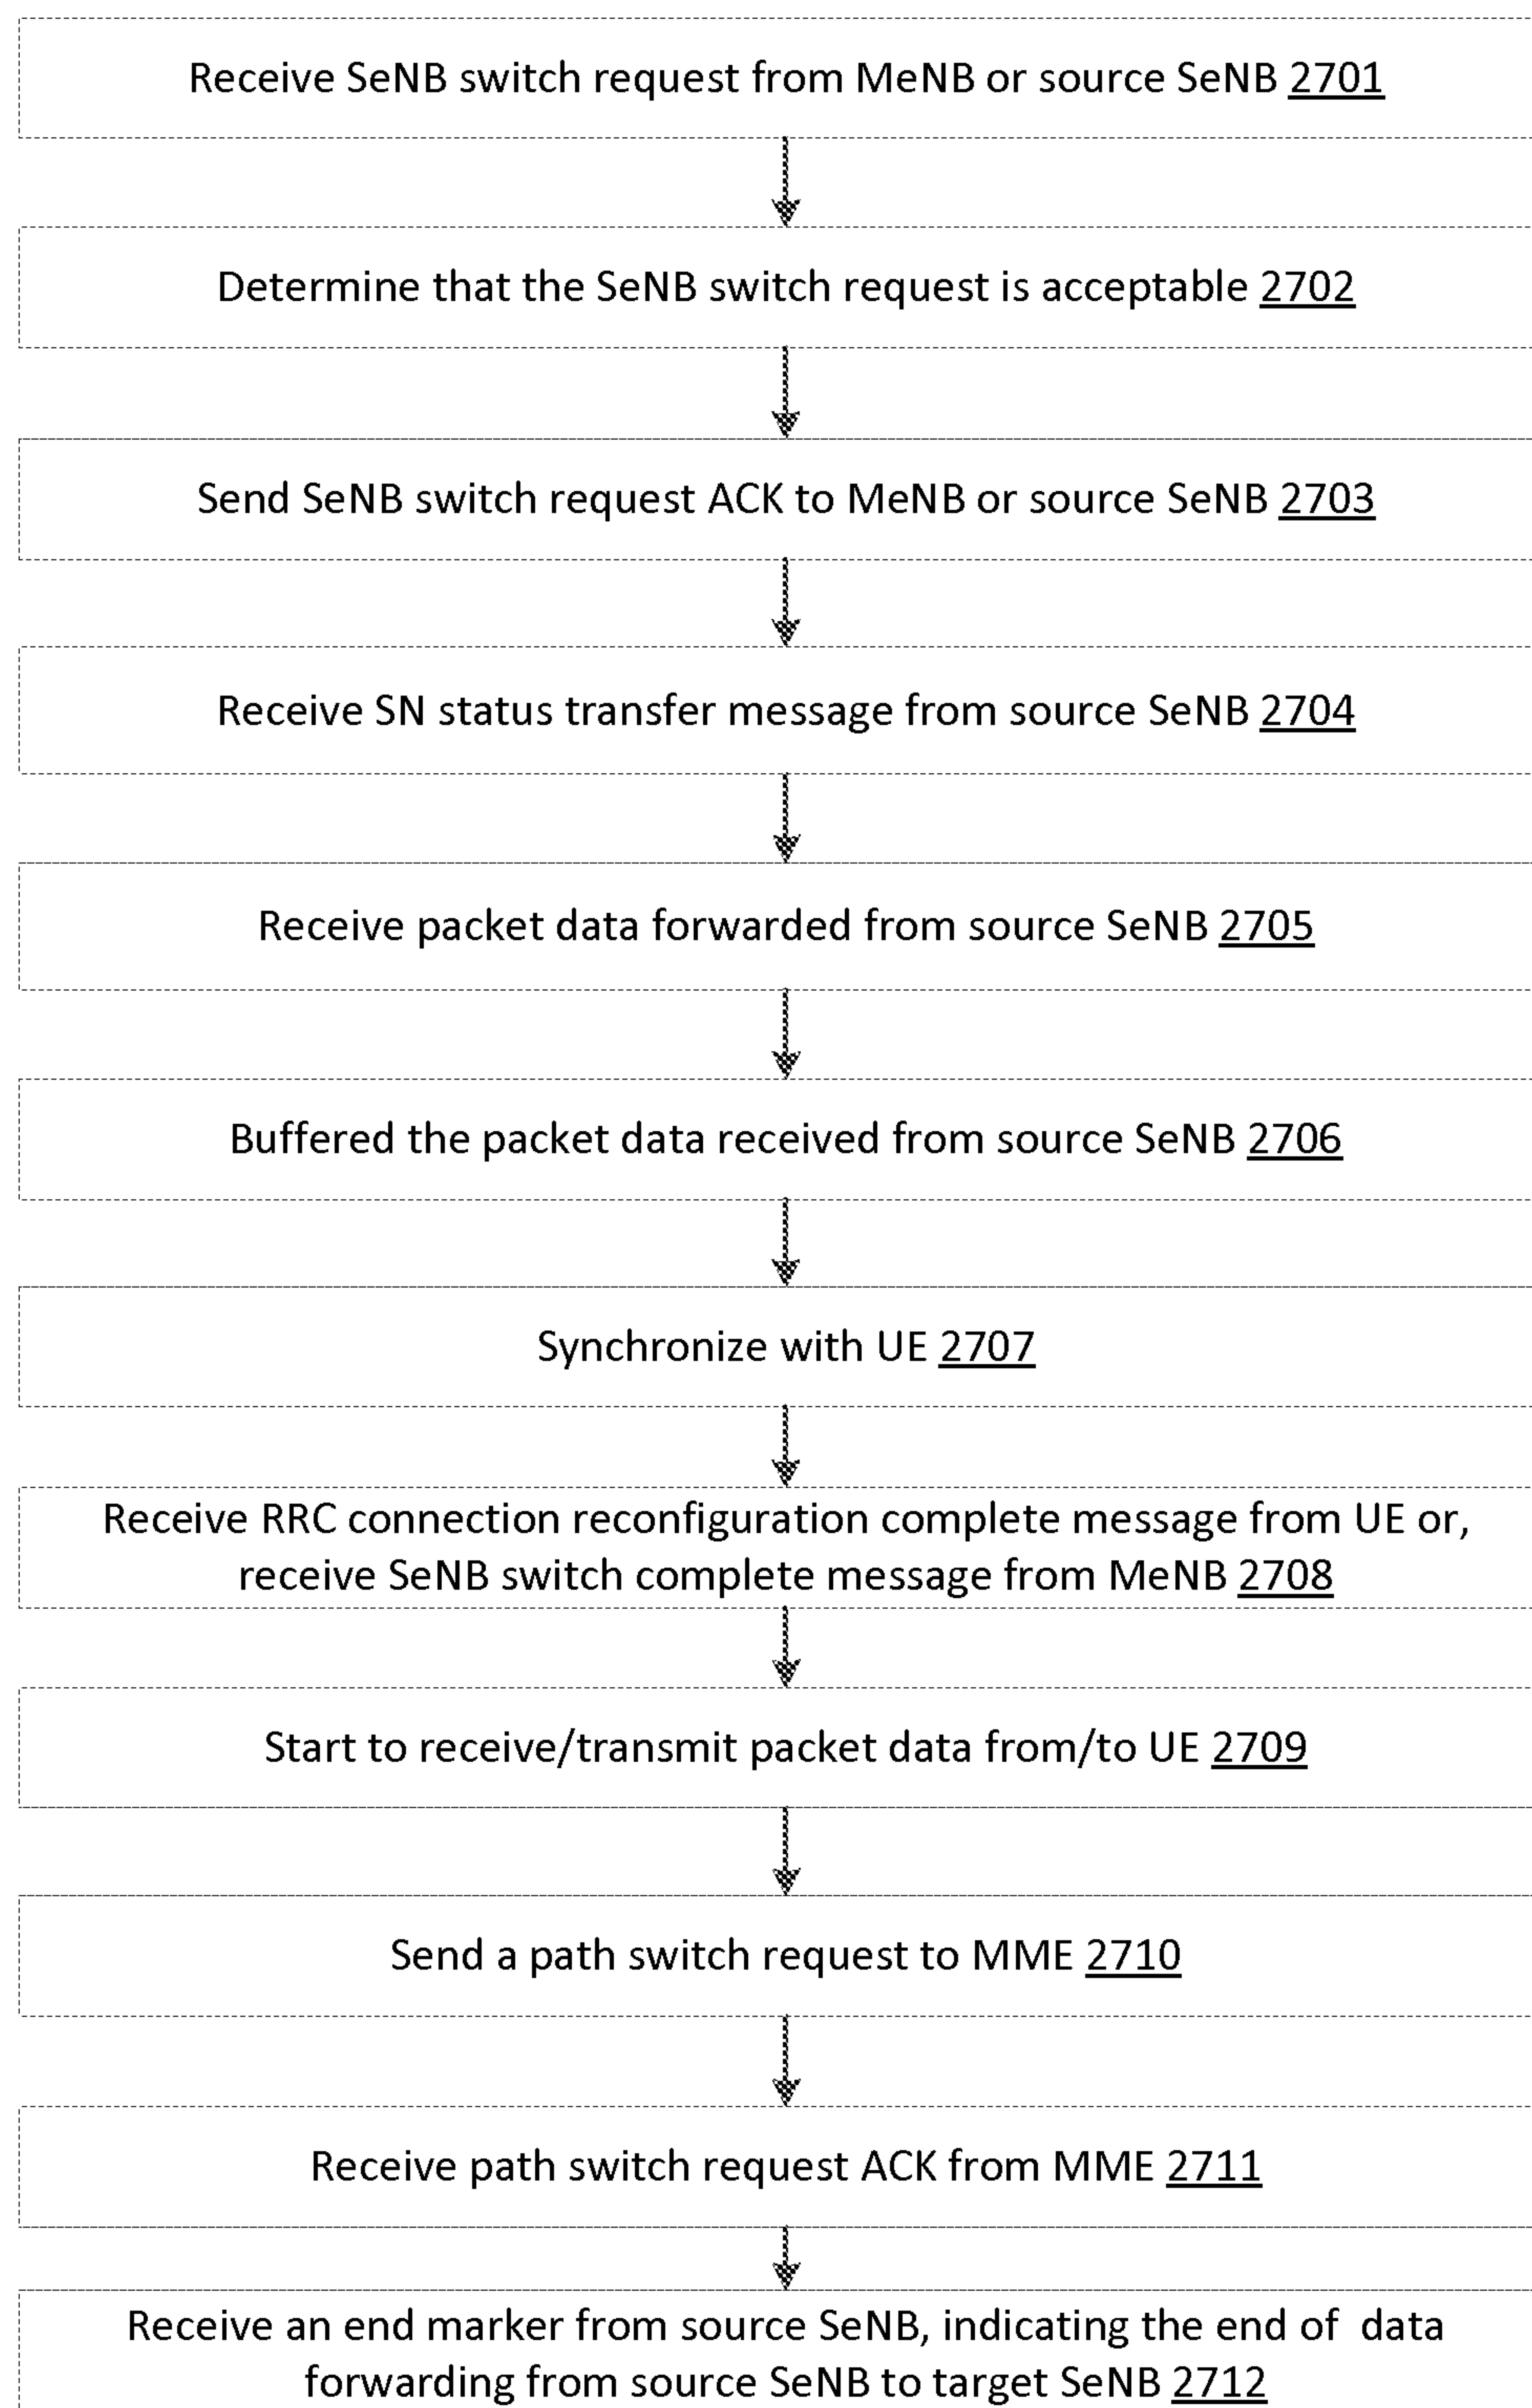 Receive SeNB switch request from MeNB or source SeNB 2701
Determine that the SeNB switch request is acceptable 2702
Send SeNB switch request ACK to MeNB or source SeNB 2703
Receive SN status transfer message from source SeNB 2704
Receive packet data forwarded from source SeNB 2705
Buffered the packet data received from source SeNB 2706
Synchronize with UE 2707
Receive RRC connection reconfiguration complete message from UE or,
receive SeNB switch complete message from MeNB 2708
Start to receive/transmit packet data from/to UE 2709
Send a path switch request to MME 2710
Receive path switch request ACK from MME 2711
Receive an end marker from source SeNB, indicating the end of data
forwarding from source SeNB to target SeNB 2712